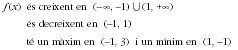 f(x) és creixent en (−∞, −1) ∪ (1, +∞)
és decreixent en (−1, 1)
té un màxim en (−1, 3) i un mínim en (1, −1)